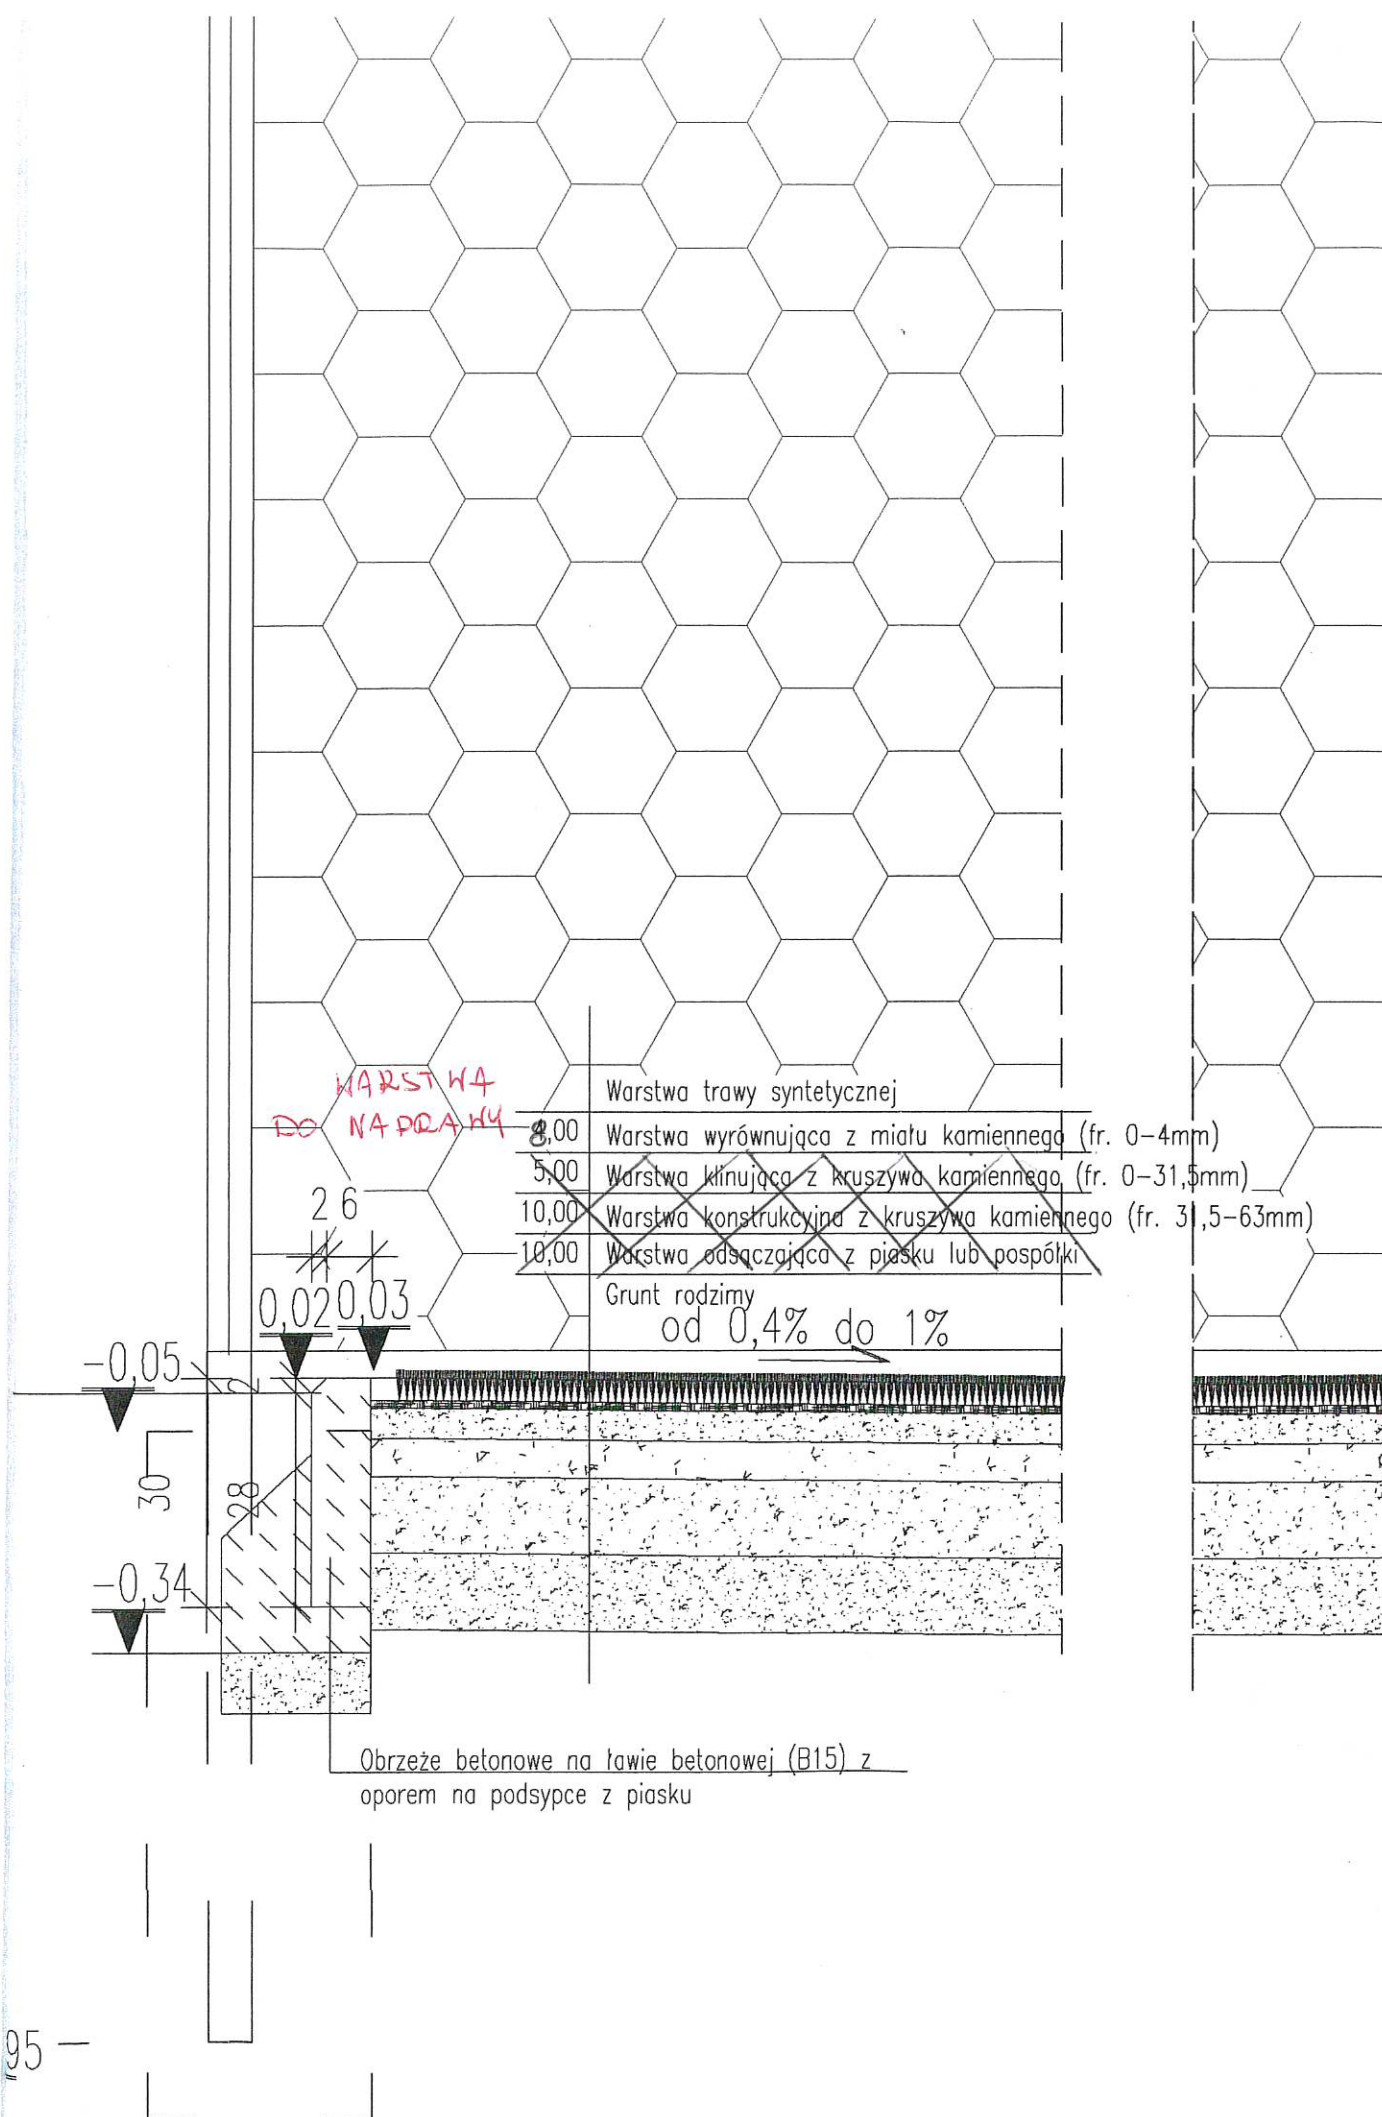 WARSTWA
DO NAPRAWY
Warstwa trawy syntetycznej
8,00 Warstwa wyrównująca z miału kamiennego (fr. 0-4mm)
5,00 Warstwa klinująca z kruszywa kamiennego (fr. 0-31,5mm)
10,00 Warstwa konstrukcyjna z kruszywa kamiennego (fr. 31,5-63mm)
10,00 Warstwa odsączająca z piasku lub pospółki
Grunt rodzimy
od 0,4% do 1%
2 6
0,02 0,03
-0,05
2
30
28
-0,34
Obrzeże betonowe na ławie betonowej (B15) z
oporem na podsypce z piasku
95